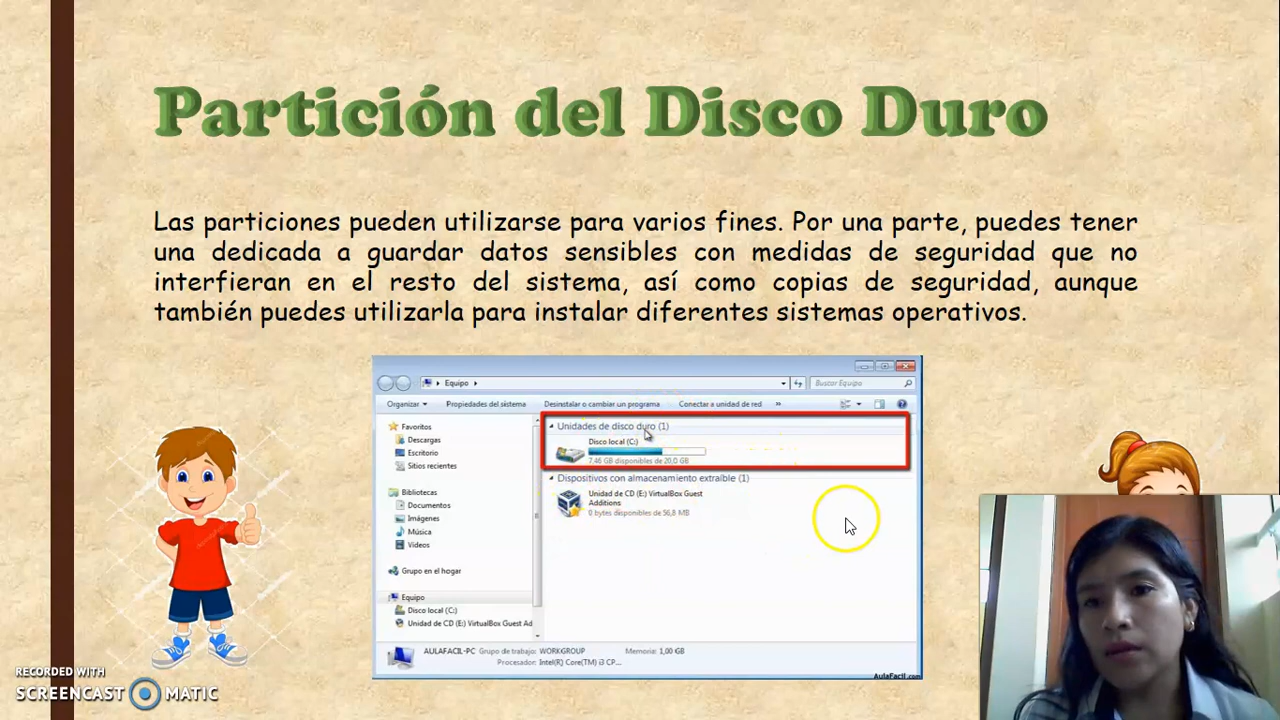 Partición del Disco Duro
Las particiones pueden utilizarse para varios fines. Por una parte, puedes tener
una dedicada a guardar datos sensibles con medidas de seguridad que no
interfieran en el resto del sistema, así como copias de seguridad, aunque
también puedes utilizarla para instalar diferentes sistemas operativos.
Equipo
Buscar Equipo
Organizar
Propiedades del sistema
Desinstalar o cambiar un programa
Conectar a unidad de red
»
Favoritos
Descargas
Escritorio
Sitios recientes
Bibliotecas
Documentos
Imágenes
Música
Vídeos
Grupo en el hogar
Equipo
Disco local (C:)
Unidad de CD (E:) VirtualBox Guest Ad
Unidades de disco duro (1)
Disco local (C:)
7,46 GB disponibles de 20,0 GB
Dispositivos con almacenamiento extraíble (1)
Unidad de CD (E:) VirtualBox Guest
Additions
0 bytes disponibles de 56,8 MB
AULAFACIL-PC Grupo de trabajo: WORKGROUP Memoria: 1,00 GB
Procesador: Intel(R) Core(TM) i3 CP...
AulaFacil.com
RECORDED WITH
SCREENCAST MATIC